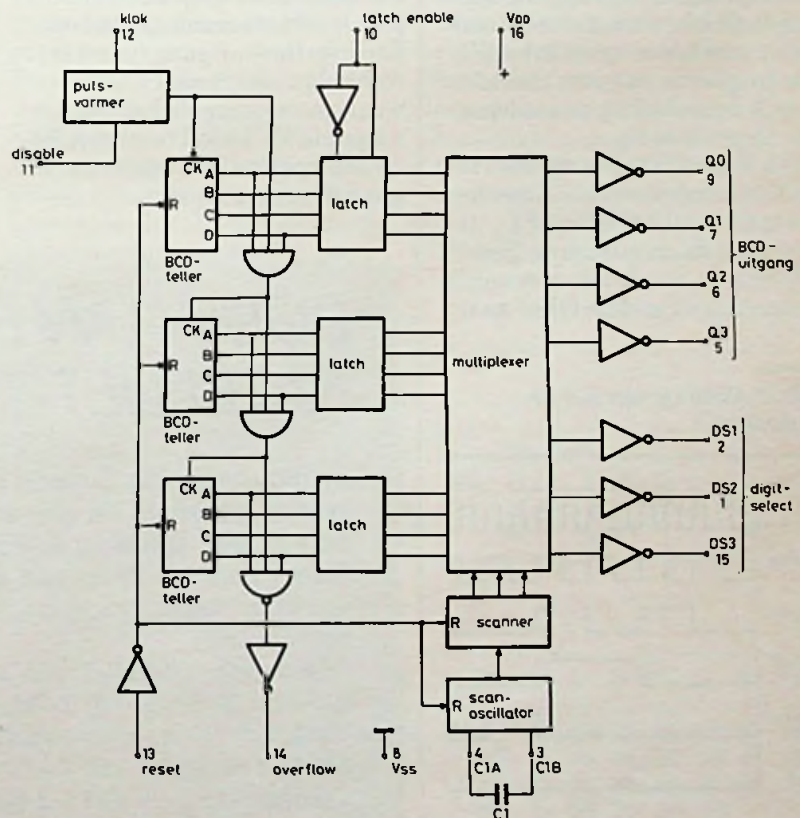 klok
12
latch enable
10
VDD
16
+
puls-
vormer
disable
11
CK A
B
C
D
R
BCD-
teller
latch
CK A
B
C
D
R
BCD-
teller
latch
CK A
B
C
D
R
BCD-
teller
latch
multiplexer
Q0
9
Q1
7
Q2
6
Q3
5
BCD-
uitgang
DS1
2
DS2
1
DS3
15
digit-
select
R scanner
R scan-
oscillator
13
reset
14
overflow
8
VSS
4
C1A
3
C1B
C1